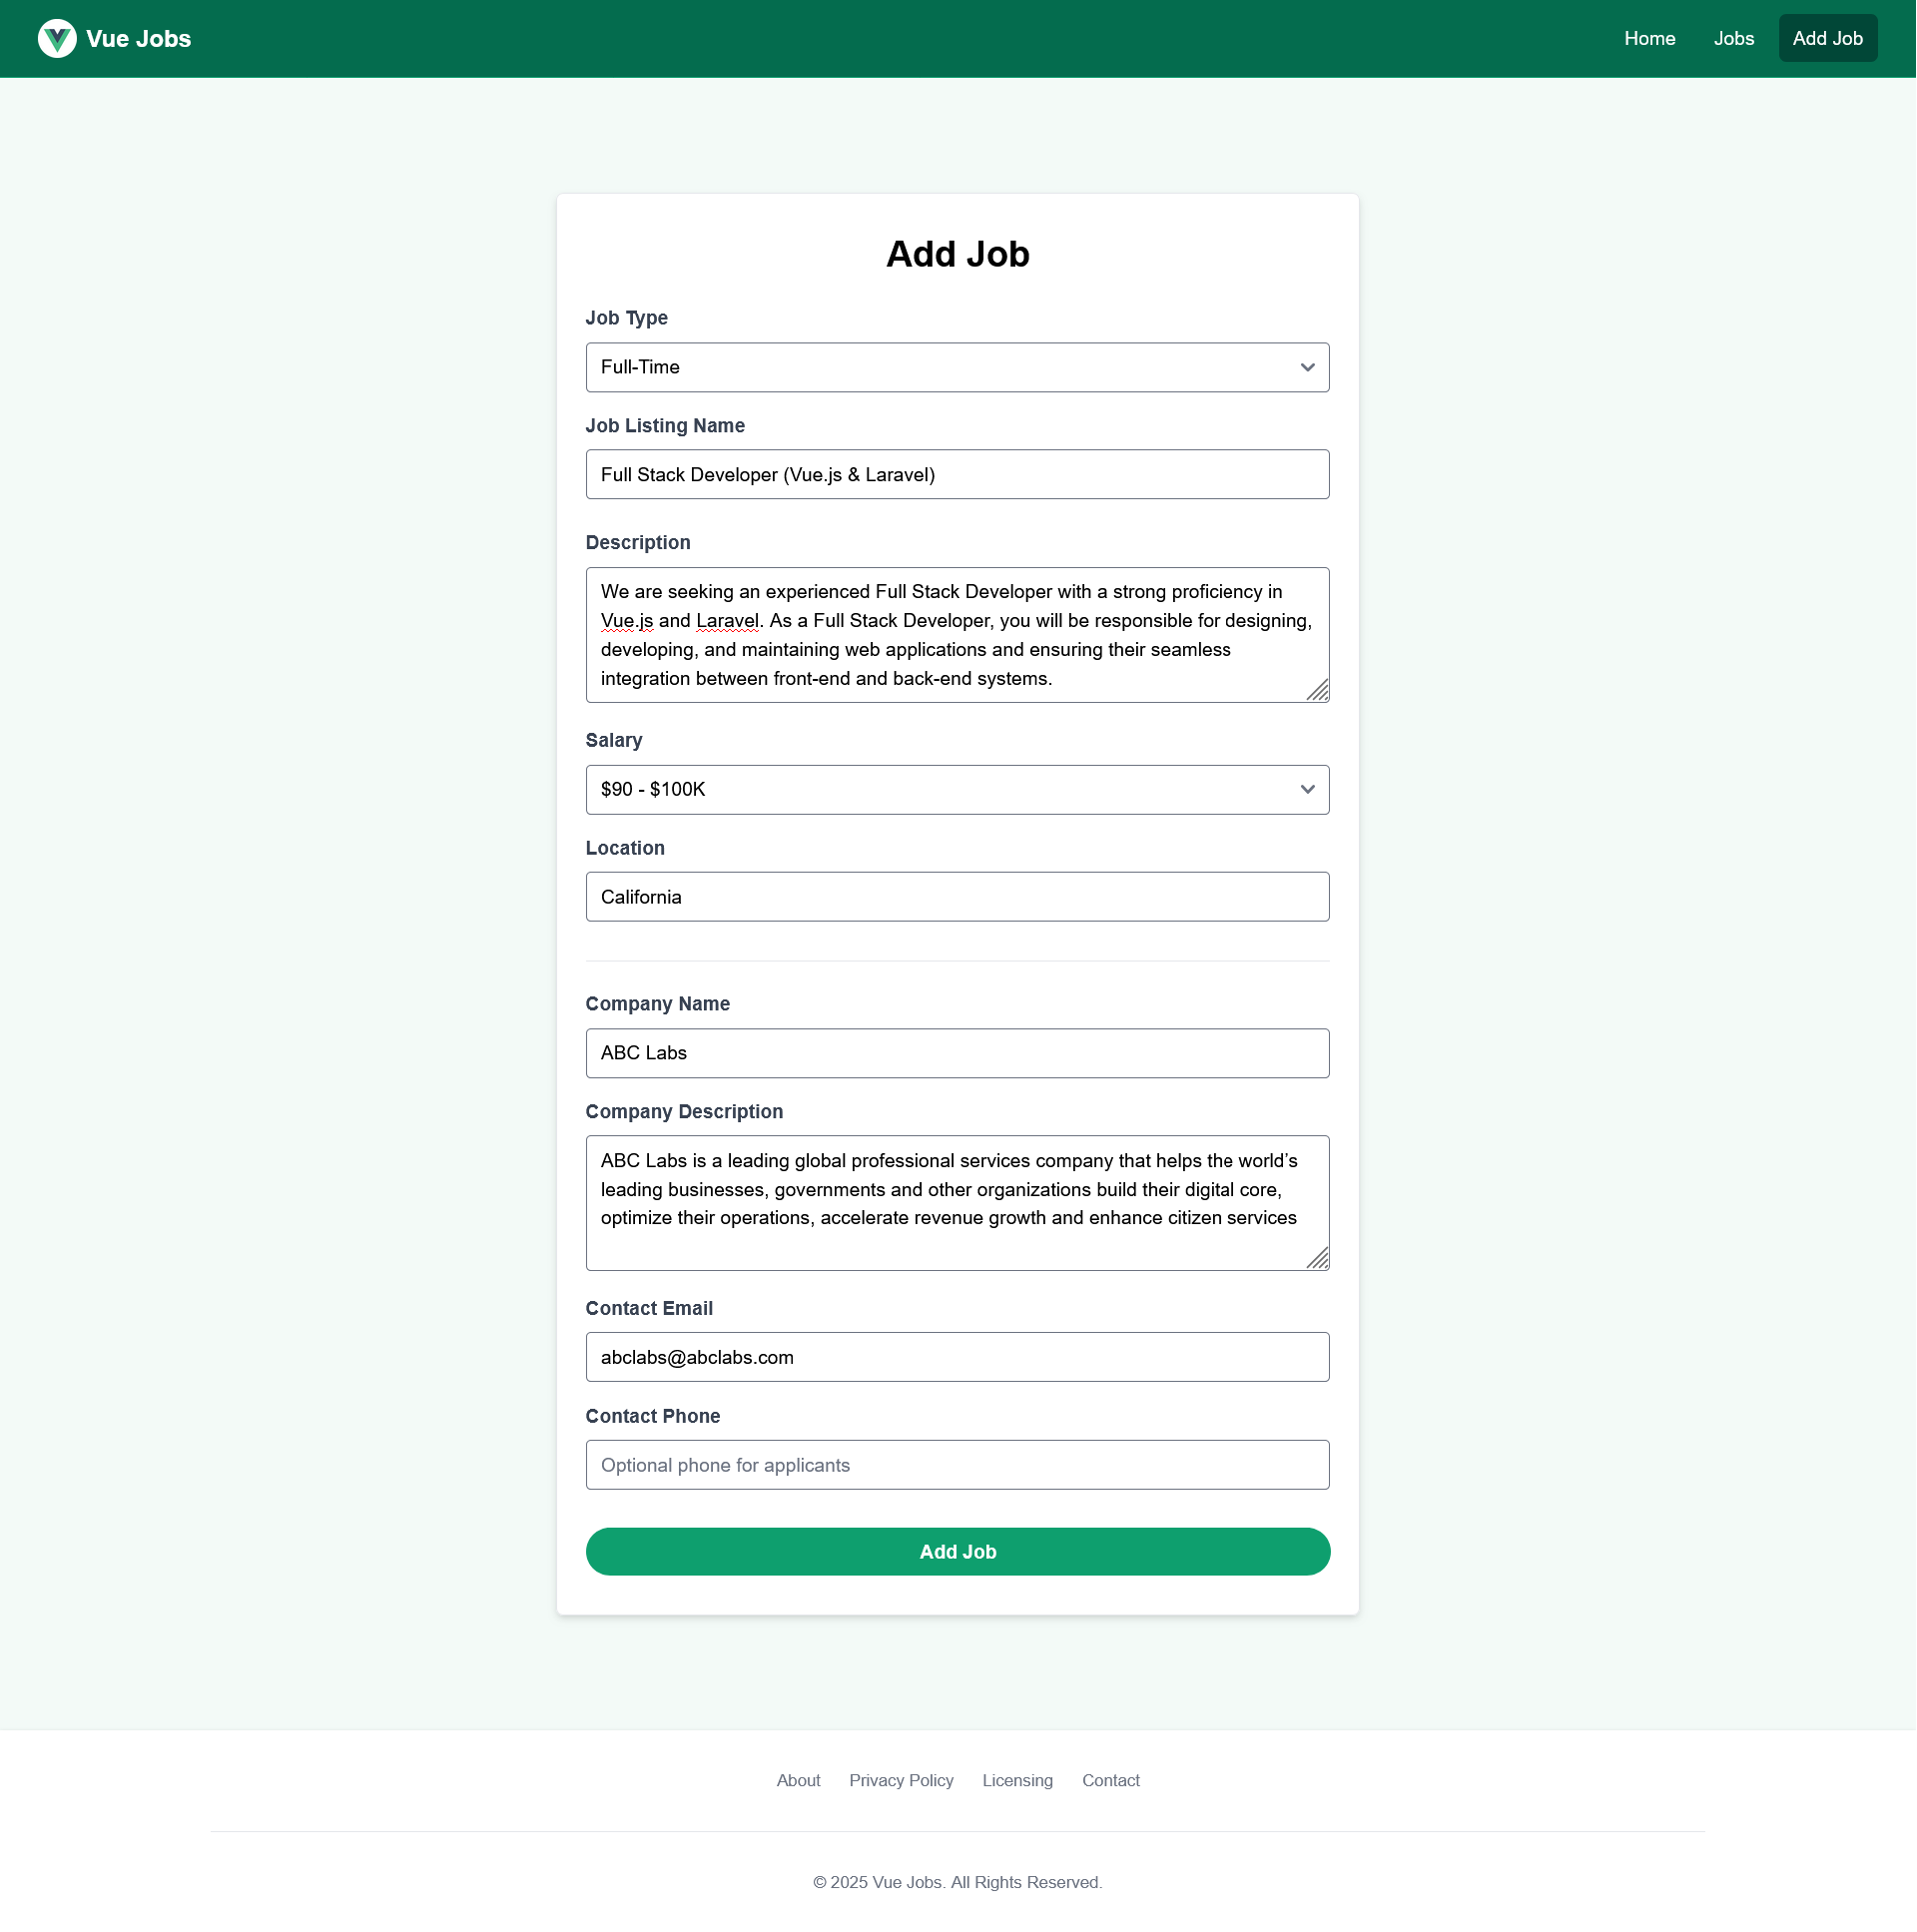 Vue Jobs
Home
Jobs
Add Job
Add Job
Job Type
Full-Time
Job Listing Name
Full Stack Developer (Vue.js & Laravel)
Description
We are seeking an experienced Full Stack Developer with a strong proficiency in
Vue.js and Laravel. As a Full Stack Developer, you will be responsible for designing,
developing, and maintaining web applications and ensuring their seamless
integration between front-end and back-end systems.
Salary
$90 - $100K
Location
California
Company Name
ABC Labs
Company Description
ABC Labs is a leading global professional services company that helps the world’s
leading businesses, governments and other organizations build their digital core,
optimize their operations, accelerate revenue growth and enhance citizen services
Contact Email
abclabs@abclabs.com
Contact Phone
Optional phone for applicants
Add Job
About
Privacy Policy
Licensing
Contact
© 2025 Vue Jobs. All Rights Reserved.